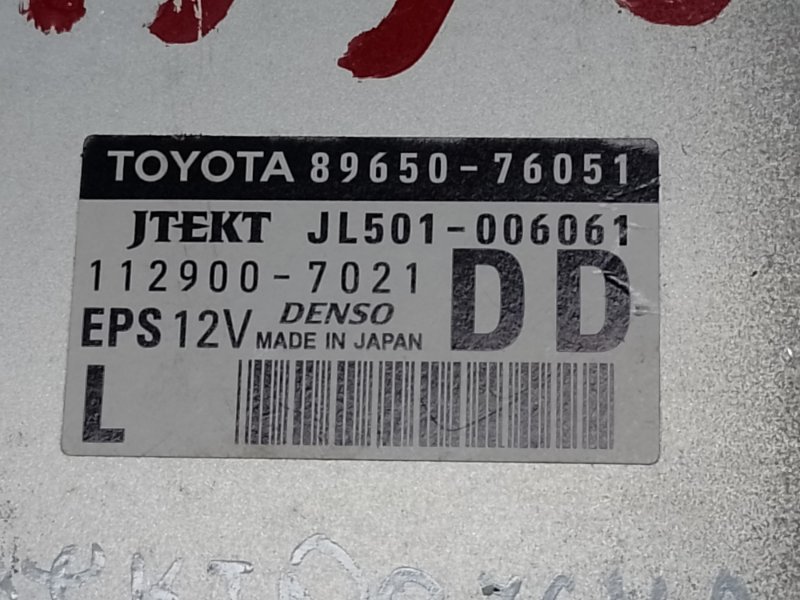 TOYOTA 89650-76051
JTEKT JL501-006061
112900-7021 DD
EPS 12V DENSO MADE IN JAPAN
L